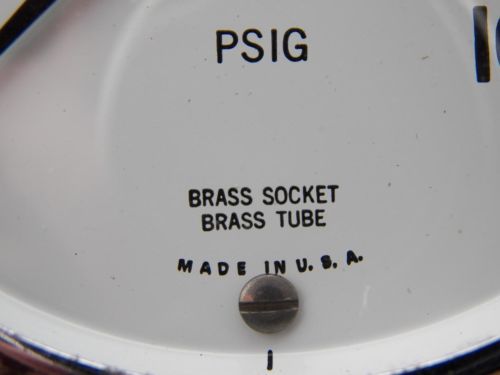 PSIG
BRASS SOCKET
BRASS TUBE
MADE IN U.S.A.